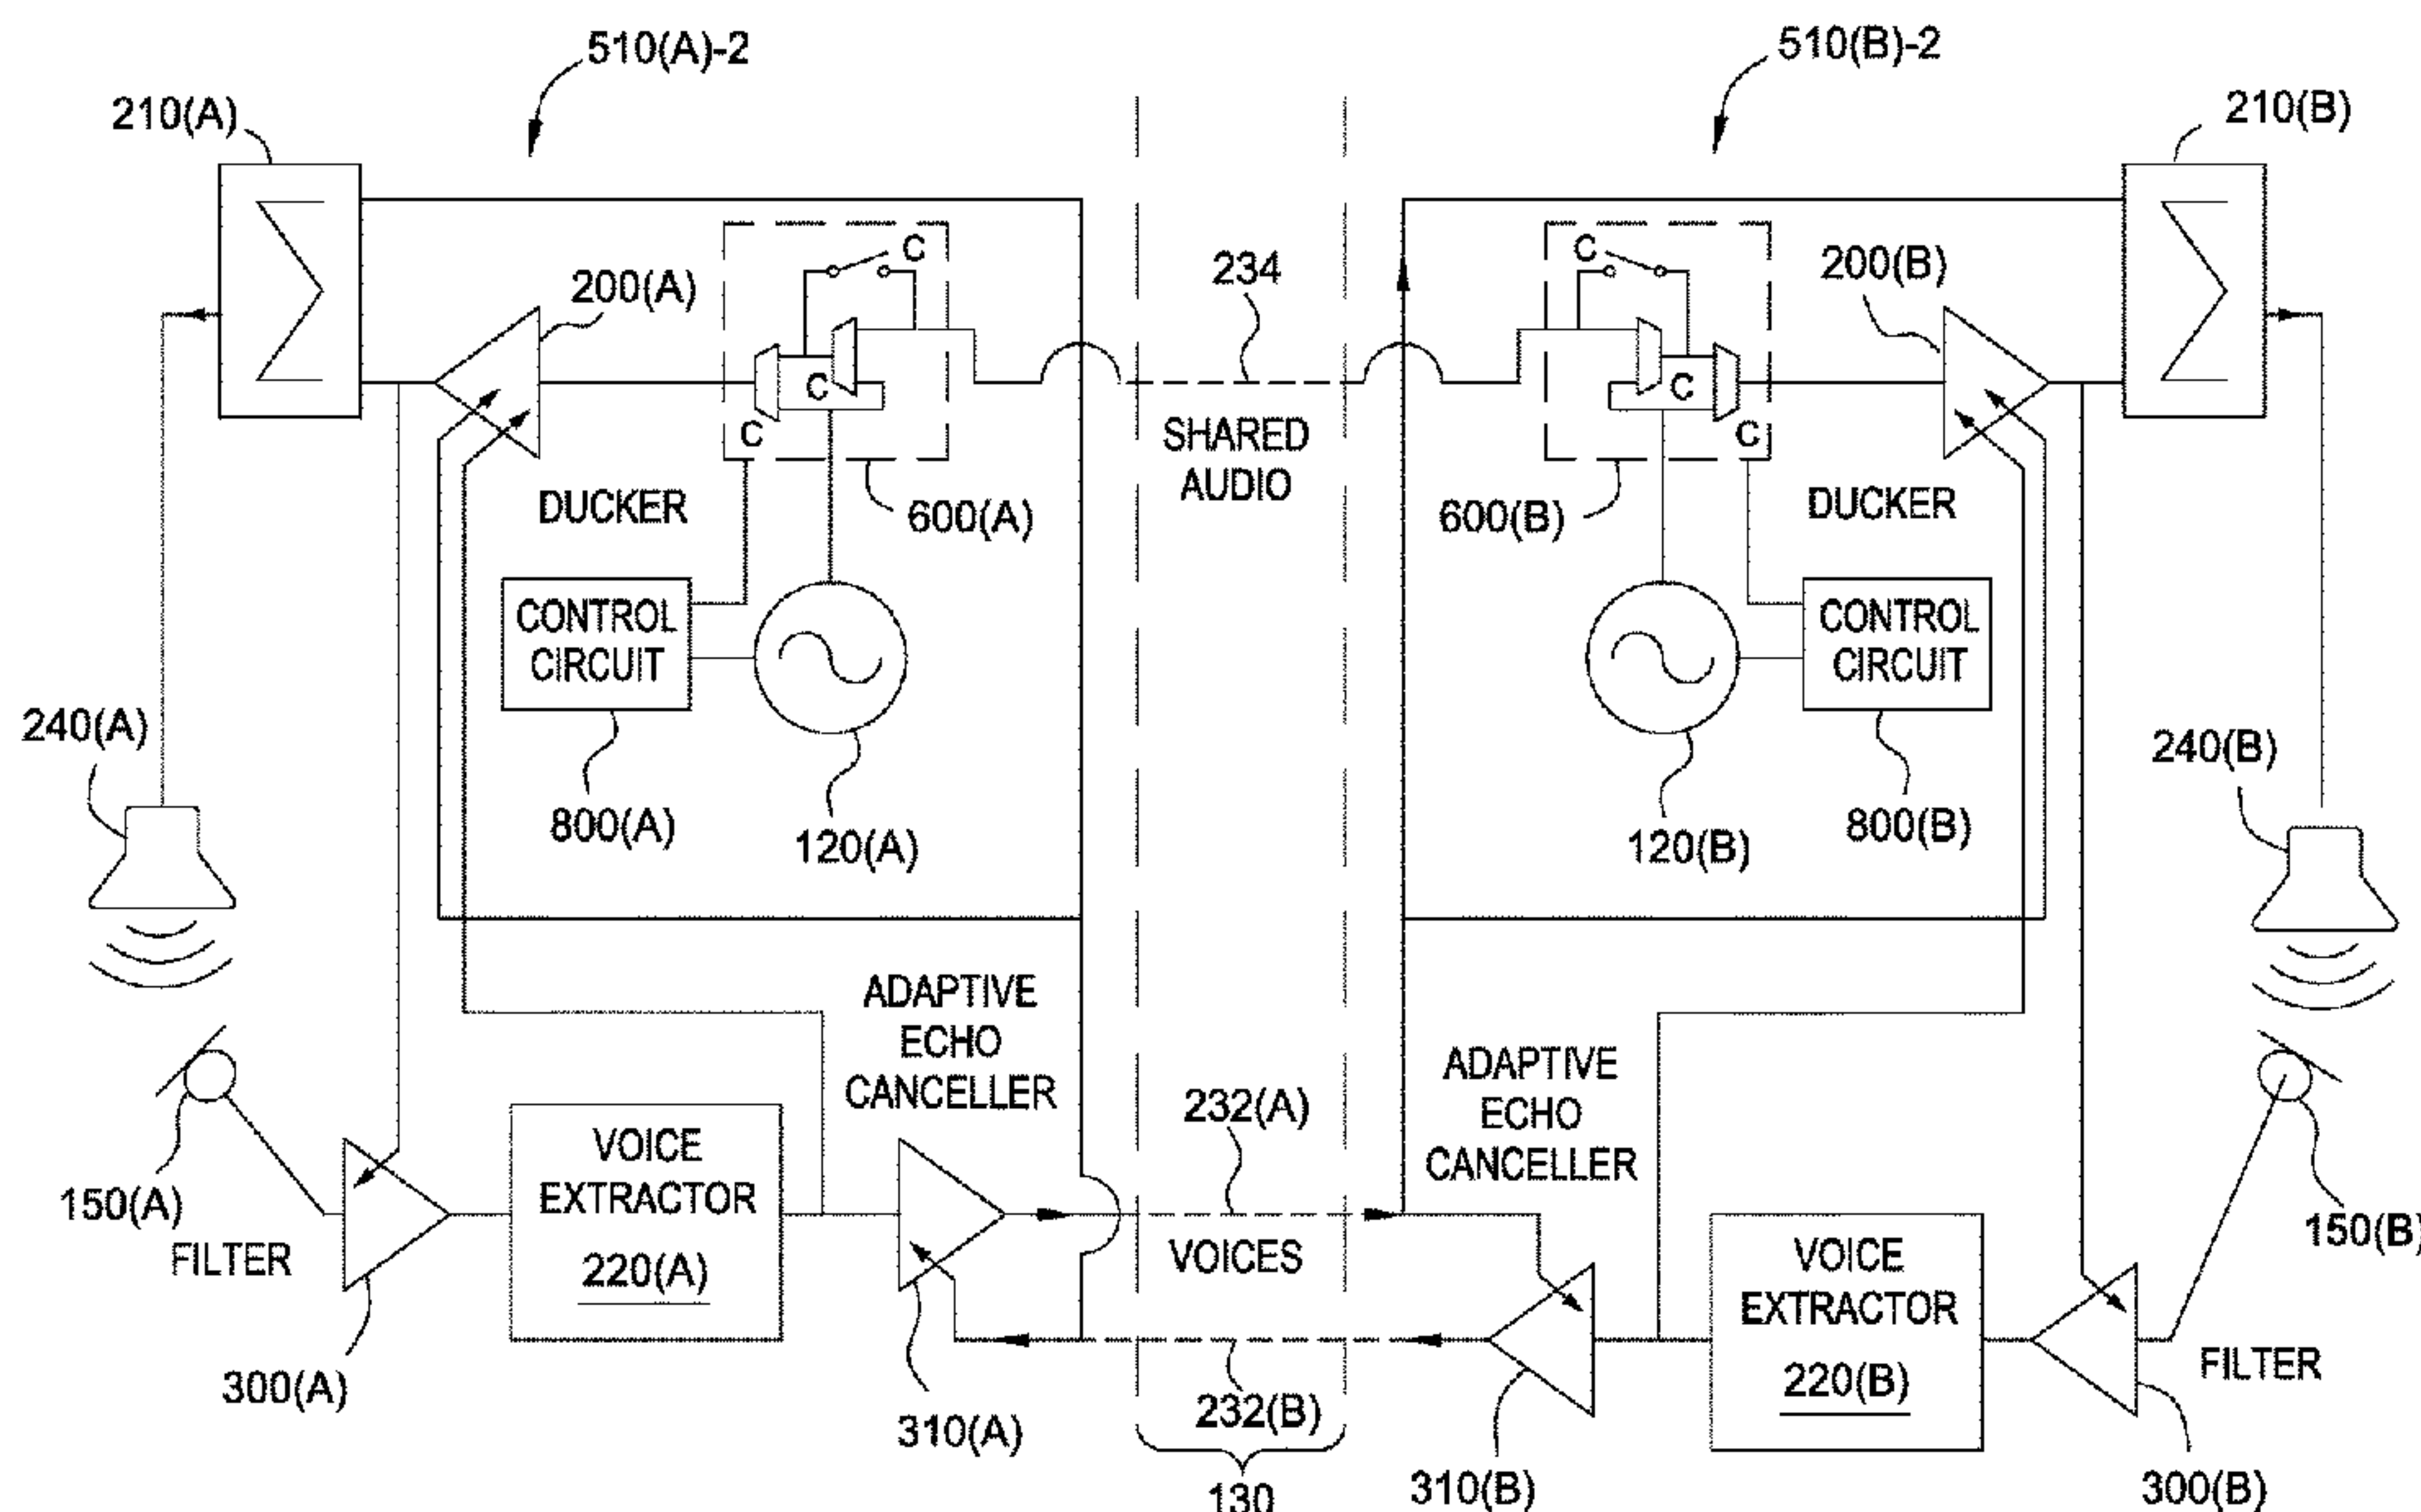 510(A)-2
510(B)-2
210(A)
210(B)
C
C
200(A)
234
200(B)
C
C
C
C
SHARED
AUDIO
DUCKER
600(A)
600(B)
DUCKER
CONTROL
CIRCUIT
CONTROL
CIRCUIT
240(A)
240(B)
800(A)
120(A)
120(B)
800(B)
ADAPTIVE
ECHO
CANCELLER
ADAPTIVE
ECHO
CANCELLER
232(A)
VOICE
EXTRACTOR
220(A)
150(A)
FILTER
VOICES
VOICE
EXTRACTOR
220(B)
150(B)
FILTER
300(A)
310(A)
232(B)
310(B)
300(B)
130